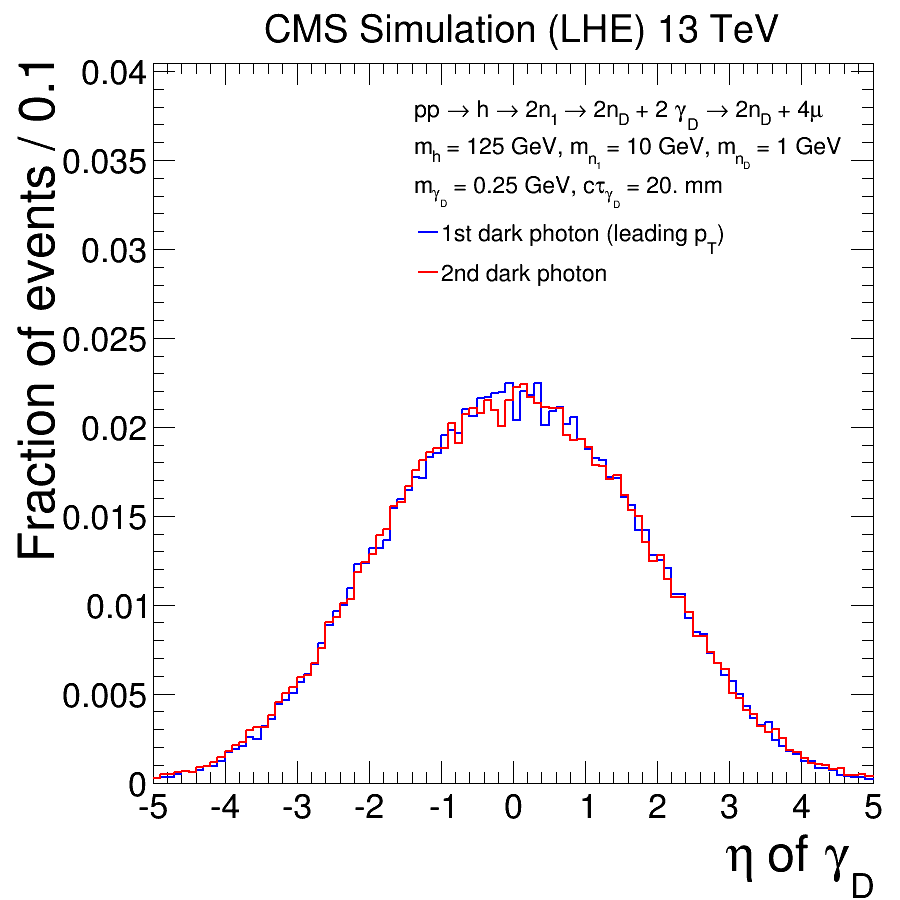 CMS Simulation (LHE) 13 TeV
Fraction of events / 0.1
0.04
0.035
0.03
0.025
0.02
0.015
0.01
0.005
0
pp → h → 2n₁ → 2n_D + 2 γ_D → 2n_D + 4μ
m_h = 125 GeV, m_n₁ = 10 GeV, m_n_D = 1 GeV
m_γ_D = 0.25 GeV, cτ_γ_D = 20. mm
1st dark photon (leading p_T)
2nd dark photon
-5 -4 -3 -2 -1 0 1 2 3 4 5
η of γ_D